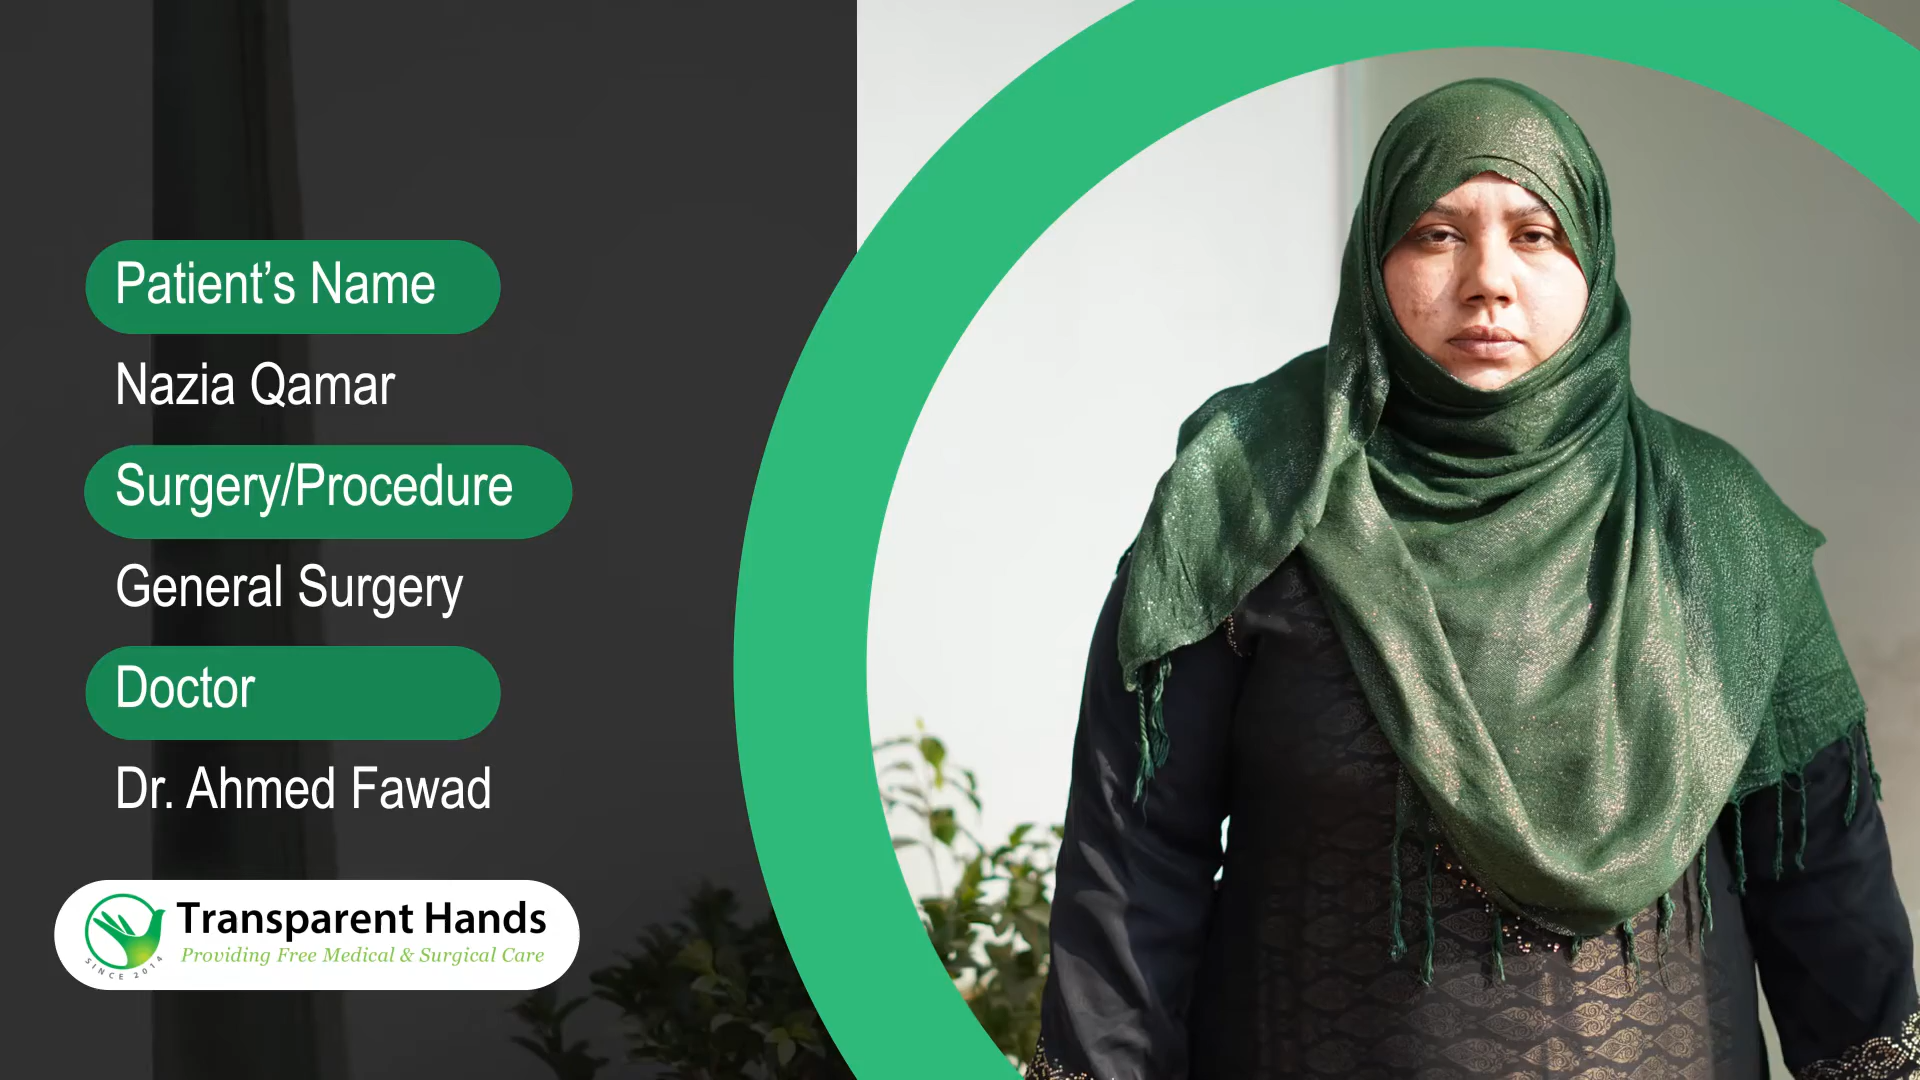 Patient’s Name
Nazia Qamar
Surgery/Procedure
General Surgery
Doctor
Dr. Ahmed Fawad
Transparent Hands
Providing Free Medical & Surgical Care
SINCE 2014